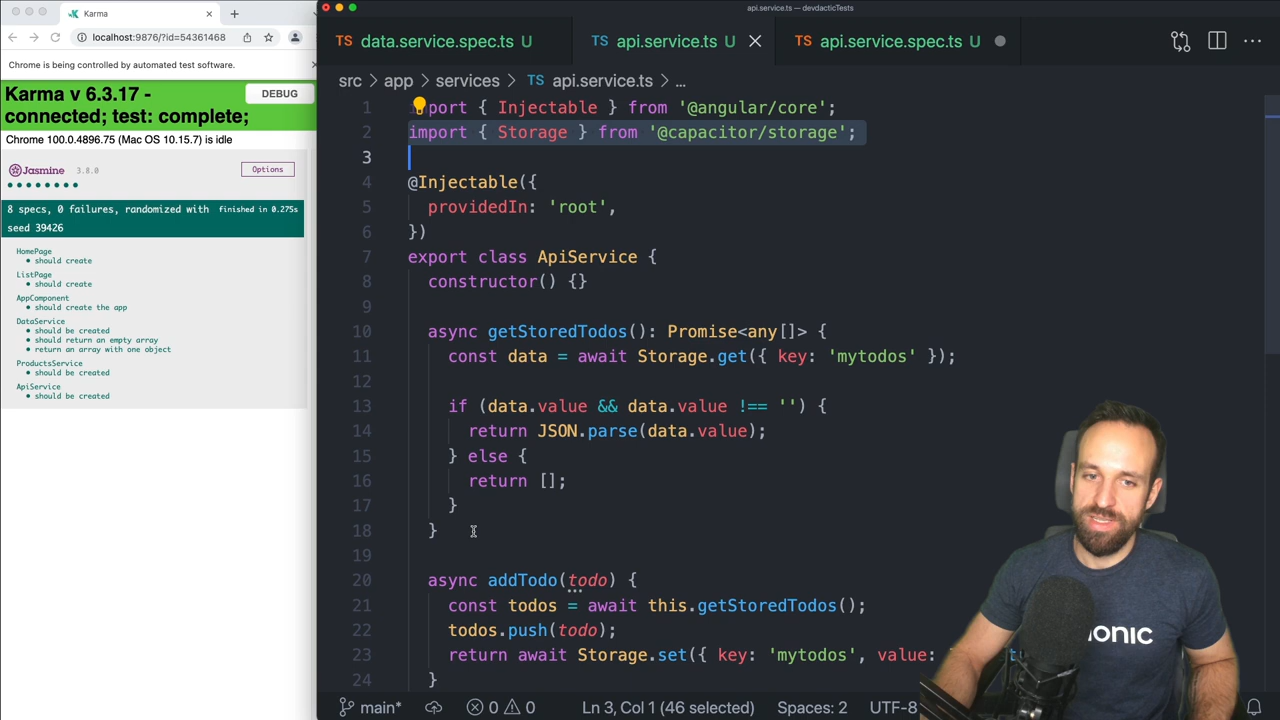 Karma
localhost:9876/?id=54361468
Chrome is being controlled by automated test software.
Karma v 6.3.17 -
connected; test: complete;
DEBUG
Chrome 100.0.4896.75 (Mac OS 10.15.7) is idle
Jasmine 3.8.0
Options
8 specs, 0 failures, randomized with
seed 39426
finished in 0.275s
HomePage
• should create
ListPage
• should create
AppComponent
• should create the app
DataService
• should be created
• should return an empty array
• return an array with one object
ProductsService
• should be created
ApiService
• should be created
api.service.ts — devdacticTests
TS data.service.spec.ts U
TS api.service.ts U
TS api.service.spec.ts U
src > app > services > TS api.service.ts > ...
1 port { Injectable } from '@angular/core';
2 import { Storage } from '@capacitor/storage';
3
4 @Injectable({
5 providedIn: 'root',
6 })
7 export class ApiService {
8 constructor() {}
9
10 async getStoredTodos(): Promise<any[]> {
11 const data = await Storage.get({ key: 'mytodos' });
12
13 if (data.value && data.value !== '') {
14 return JSON.parse(data.value);
15 } else {
16 return [];
17 }
18 }
19
20 async addTodo(todo) {
21 const todos = await this.getStoredTodos();
22 todos.push(todo);
23 return await Storage.set({ key: 'mytodos', value:
24 }
onic
main* 0 0 Ln 3, Col 1 (46 selected) Spaces: 2 UTF-8